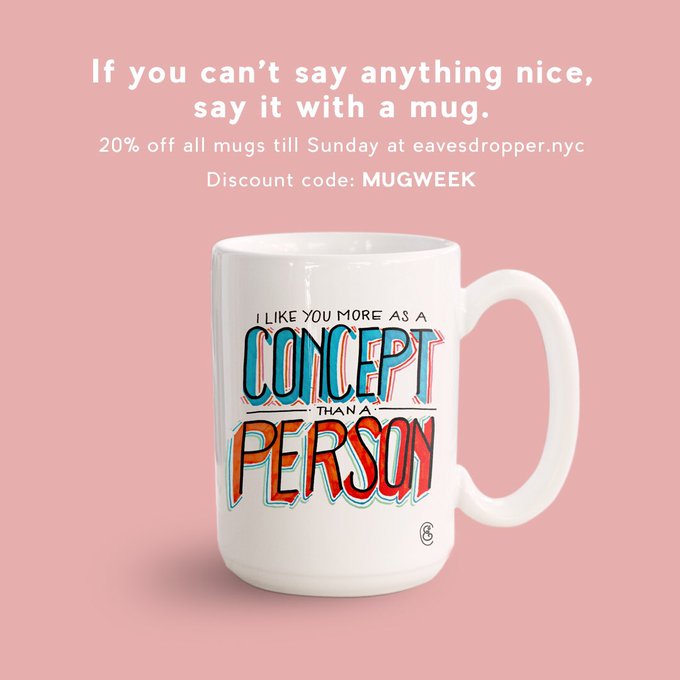 If you can't say anything nice,
say it with a mug.
20% off all mugs till Sunday at eavesdropper.nyc
Discount code: MUGWEEK
I LIKE YOU MORE AS A
CONCEPT
· THAN A ·
PERSON